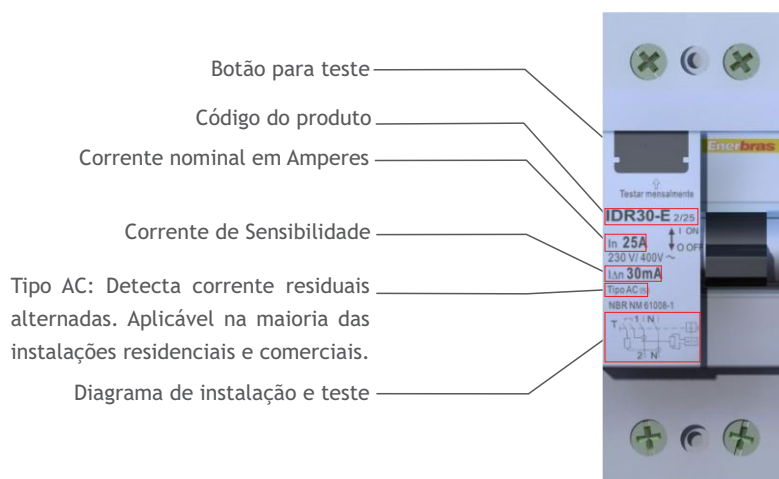 Botão para teste
Código do produto
Corrente nominal em Amperes
Corrente de Sensibilidade
Tipo AC: Detecta corrente residuais
alternadas. Aplicável na maioria das
instalações residenciais e comerciais.
Diagrama de instalação e teste
Enerbras
Testar mensalmente
IDR30-E 2/25
In 25A
I ON
O OFF
230 V/ 400V ~
I∆n 30mA
Tipo AC
NBR NM 61008-1
1 N
T
2 N